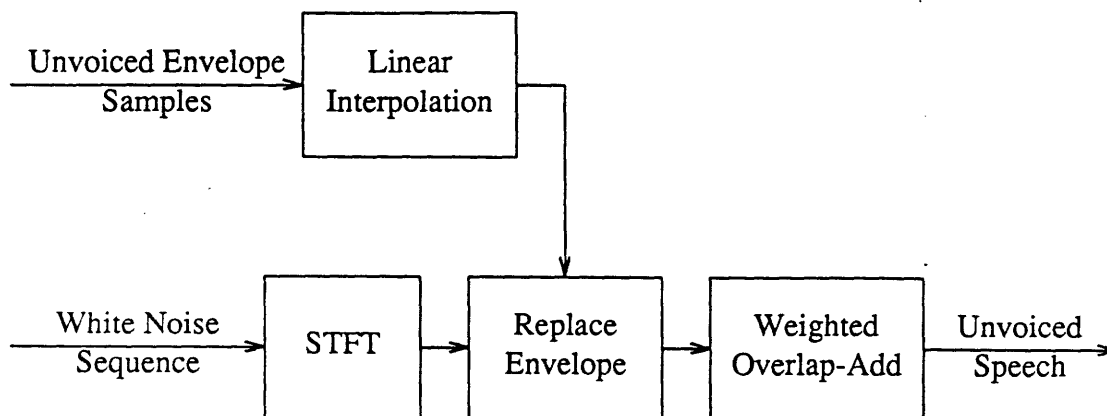 Unvoiced Envelope
Samples
Linear
Interpolation
White Noise
Sequence
STFT
Replace
Envelope
Weighted
Overlap-Add
Unvoiced
Speech